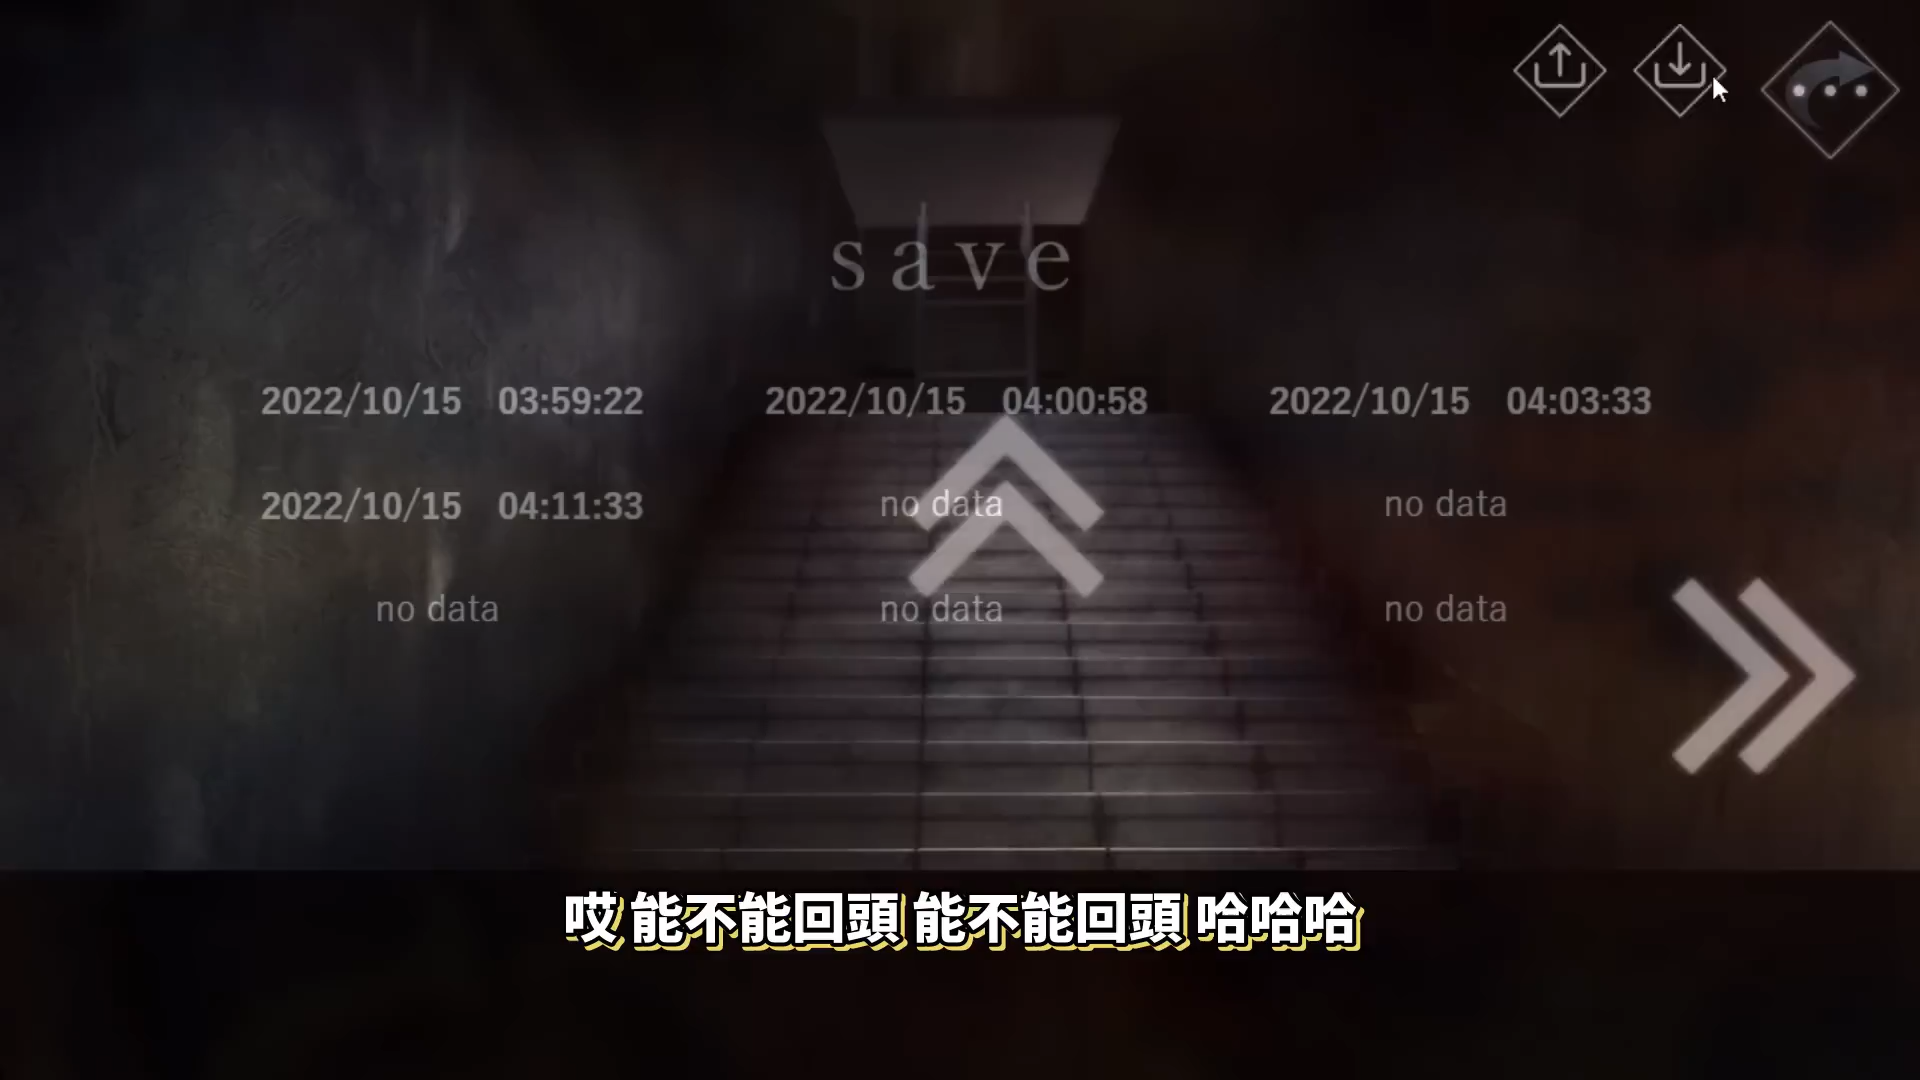 save
2022/10/15 03:59:22 2022/10/15 04:00:58 2022/10/15 04:03:33
2022/10/15 04:11:33 no data no data
no data no data no data
哎 能不能回頭 能不能回頭 哈哈哈